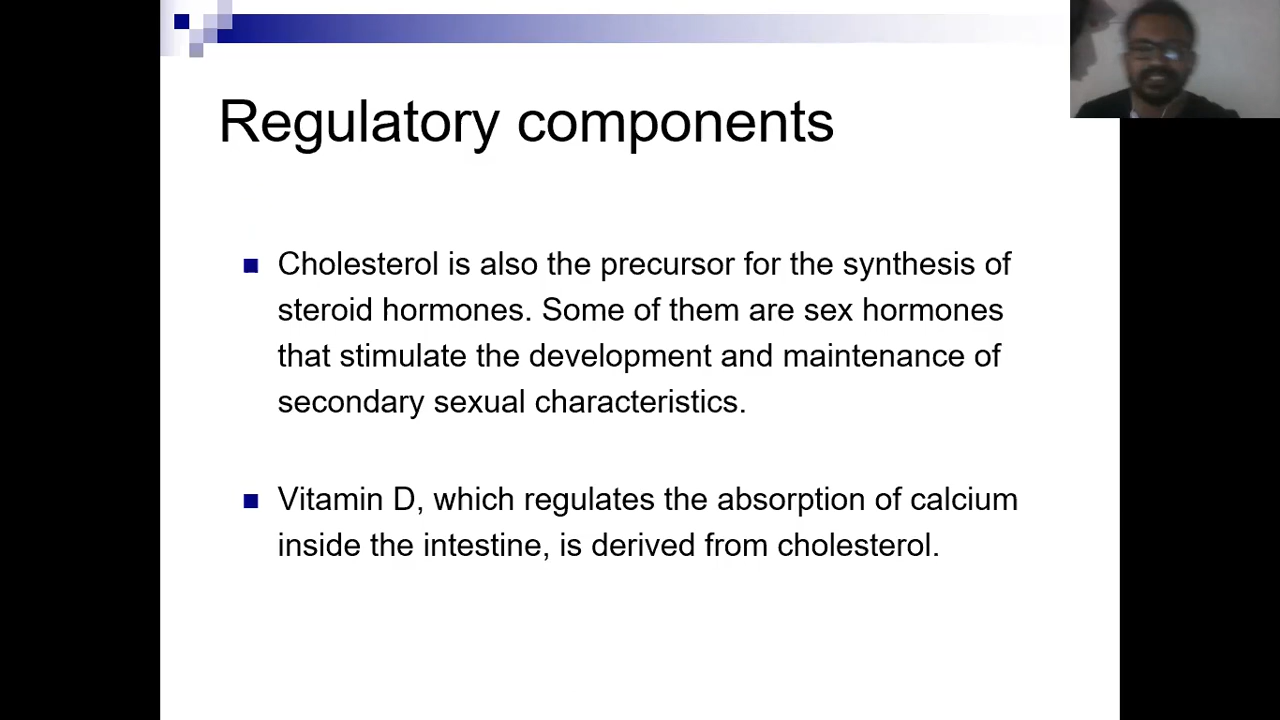 Regulatory components
Cholesterol is also the precursor for the synthesis of
steroid hormones. Some of them are sex hormones
that stimulate the development and maintenance of
secondary sexual characteristics.
Vitamin D, which regulates the absorption of calcium
inside the intestine, is derived from cholesterol.